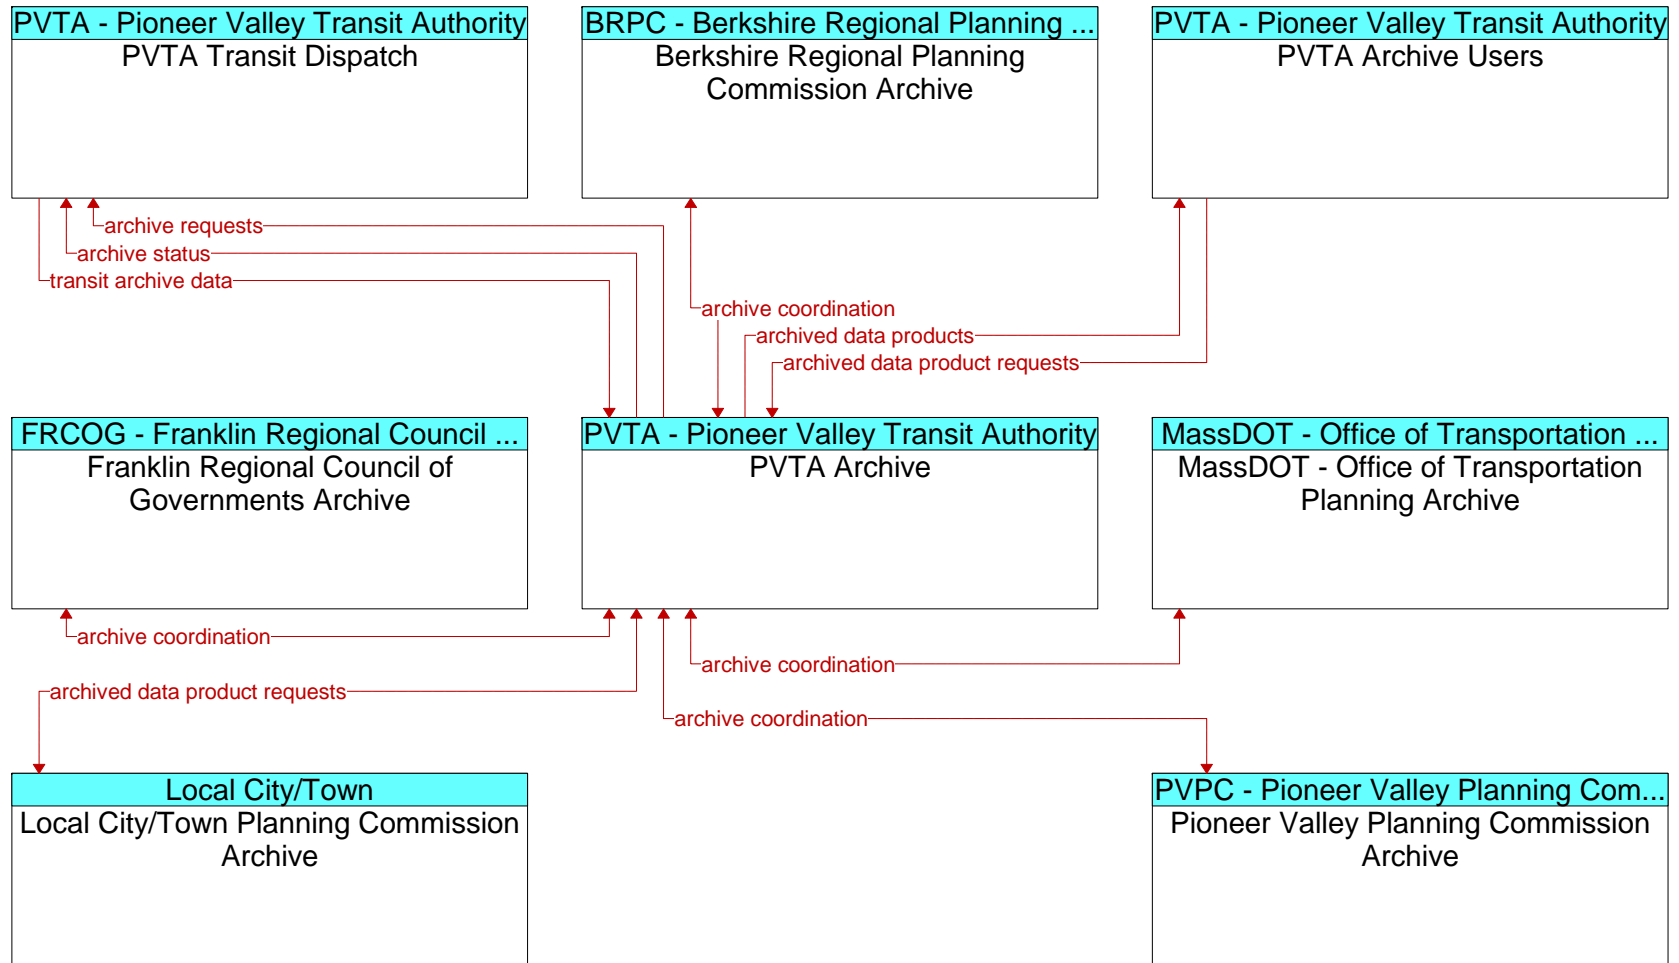 PVTA - Pioneer Valley Transit Authority
PVTA Transit Dispatch
BRPC - Berkshire Regional Planning ...
Berkshire Regional Planning
Commission Archive
PVTA - Pioneer Valley Transit Authority
PVTA Archive Users
archive requests
archive status
transit archive data
archive coordination
archived data products
archived data product requests
FRCOG - Franklin Regional Council ...
Franklin Regional Council of
Governments Archive
PVTA - Pioneer Valley Transit Authority
PVTA Archive
MassDOT - Office of Transportation ...
MassDOT - Office of Transportation
Planning Archive
archive coordination
archive coordination
archived data product requests
archive coordination
Local City/Town
Local City/Town Planning Commission
Archive
PVPC - Pioneer Valley Planning Com...
Pioneer Valley Planning Commission
Archive